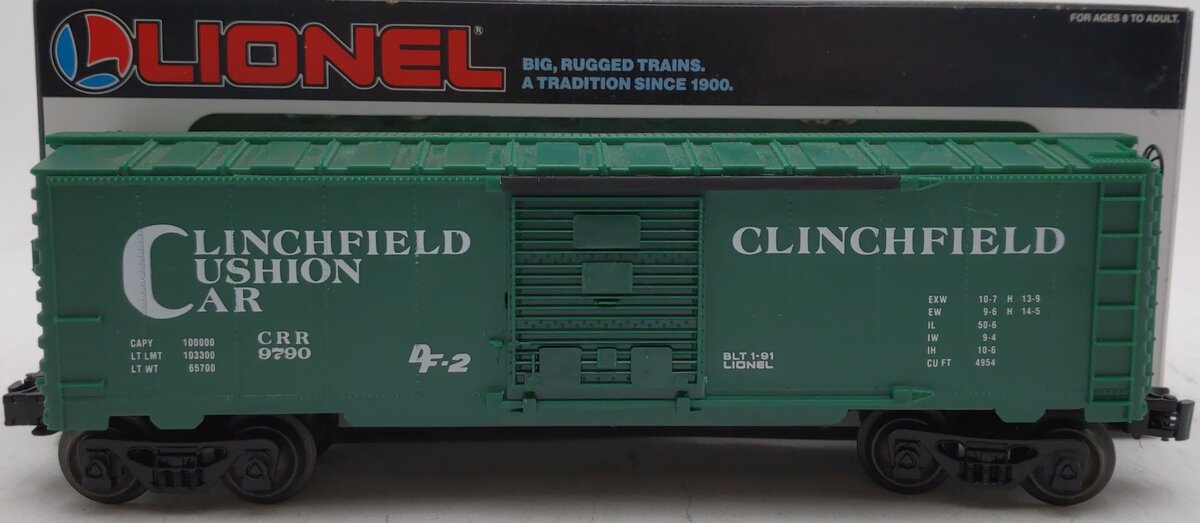 LIONEL®
BIG, RUGGED TRAINS.
A TRADITION SINCE 1900.
FOR AGES 8 TO ADULT.
CLINCHFIELD
CUSHION
CAR
CAPY 100000
LT LMT 103300
LT WT 65700
CRR
9790
DF-2
CLINCHFIELD
BLT 1-91
LIONEL
EXW 10-7 H 13-9
EW 9-6 H 14-5
IL 50-6
IW 9-4
IH 10-6
CU FT 4954